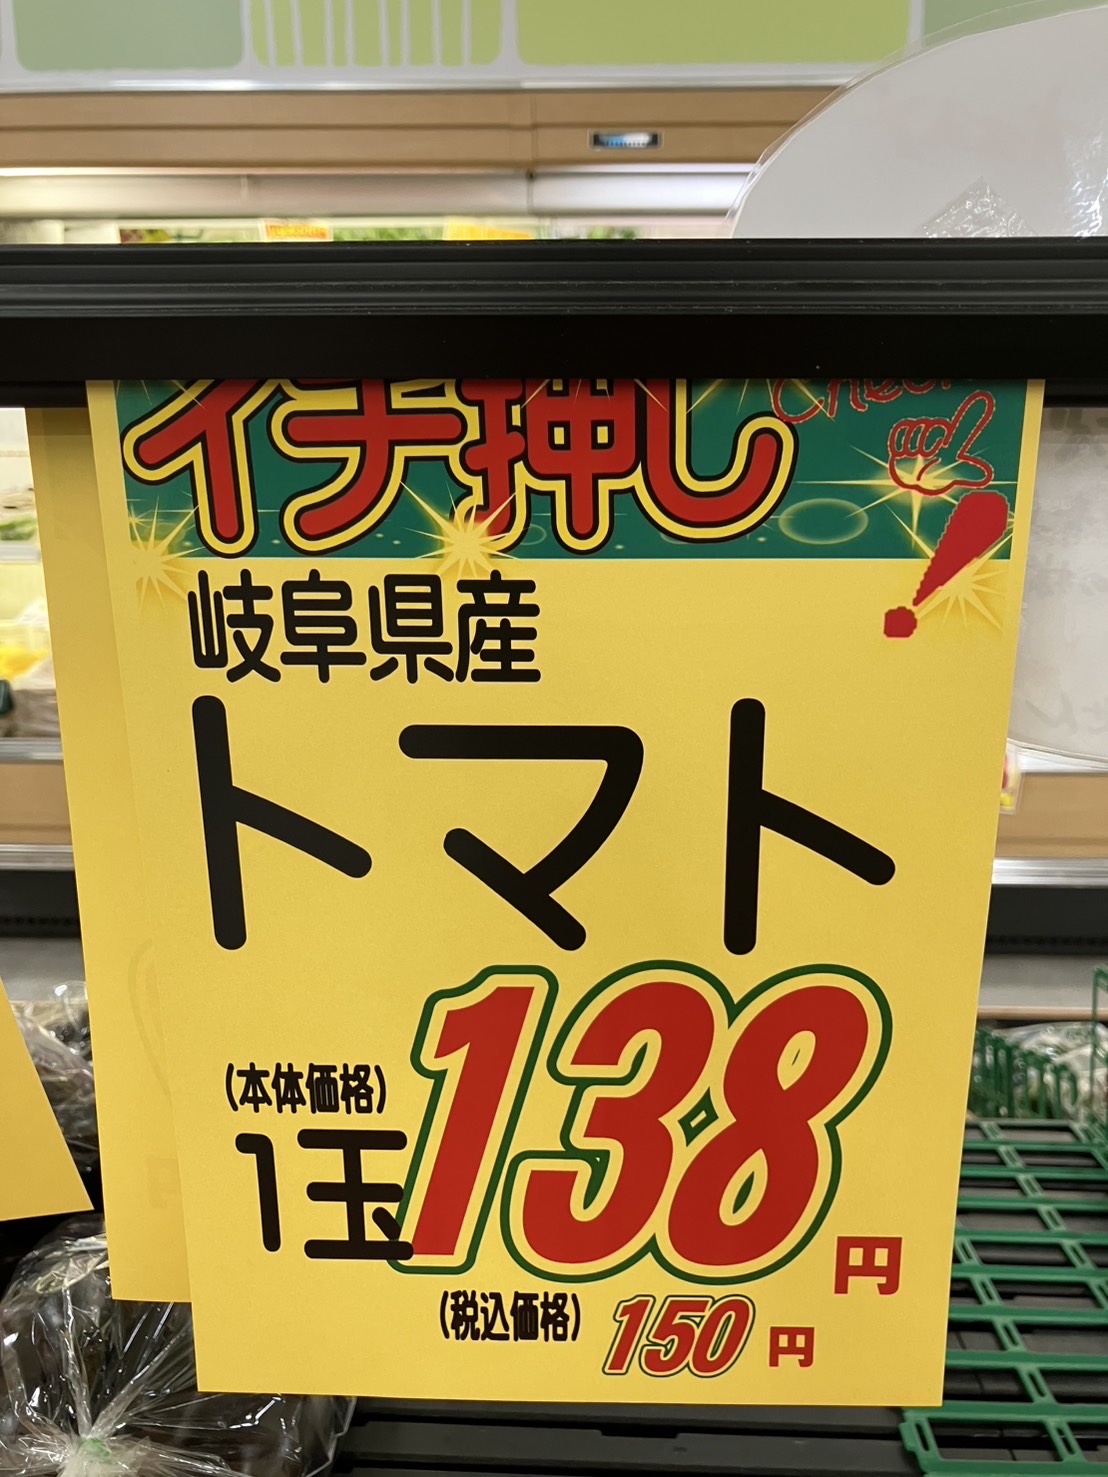 イチ押し
Check
!
岐阜県産
トマト
(本体価格)
1玉 138円
(税込価格) 150円